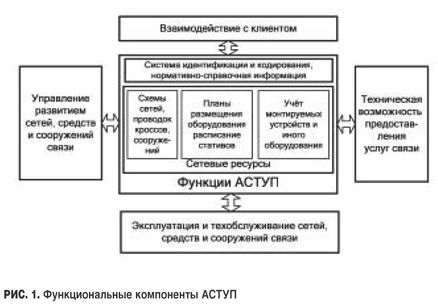 Взаимодействие с клиентом
Система идентификации и кодирования,
нормативно-справочная информация
Управление
развитием
сетей, средств
и сооружений
связи
Схемы
сетей,
проводок
кроссов,
сооруже-
ний
Планы
размещения
оборудования
расписание
стативов
Учёт
монтируемых
устройств и
иного
оборудования
Сетевые ресурсы
Функции АСТУП
Техническая
возможность
предостав-
ления
услуг связи
Эксплуатация и техобслуживание сетей,
средств и сооружений связи
РИС. 1. Функциональные компоненты АСТУП